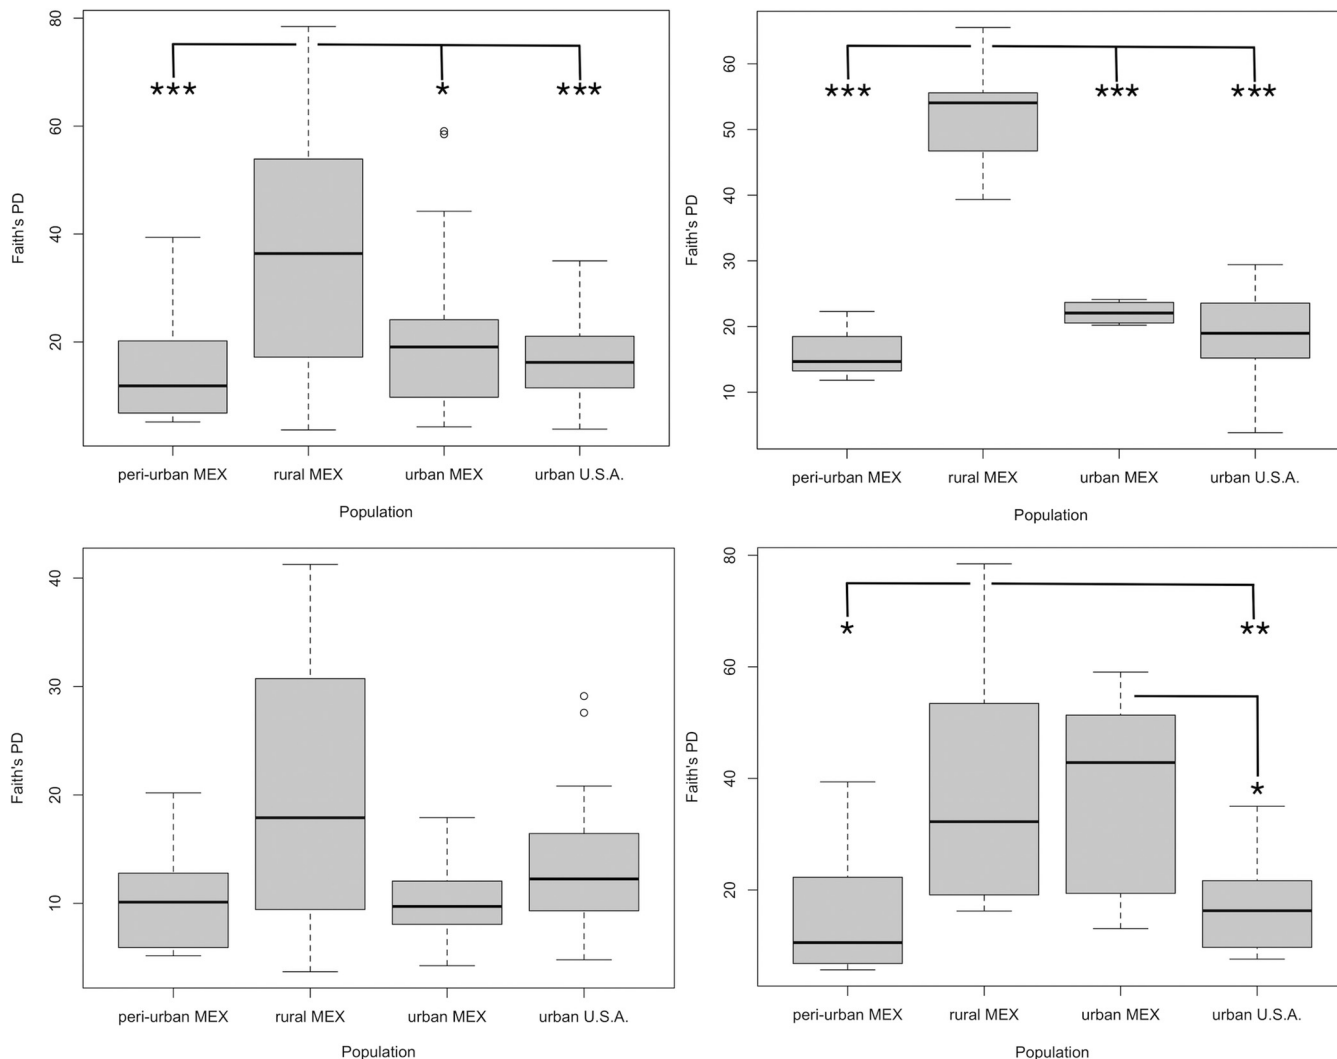 80
60
40
20
Faith's PD
***
*
***
peri-urban MEX
rural MEX
urban MEX
urban U.S.A.
Population
60
50
40
30
20
10
Faith's PD
***
***
***
peri-urban MEX
rural MEX
urban MEX
urban U.S.A.
Population
40
30
20
10
Faith's PD
peri-urban MEX
rural MEX
urban MEX
urban U.S.A.
Population
80
60
40
20
Faith's PD
*
**
*
peri-urban MEX
rural MEX
urban MEX
urban U.S.A.
Population